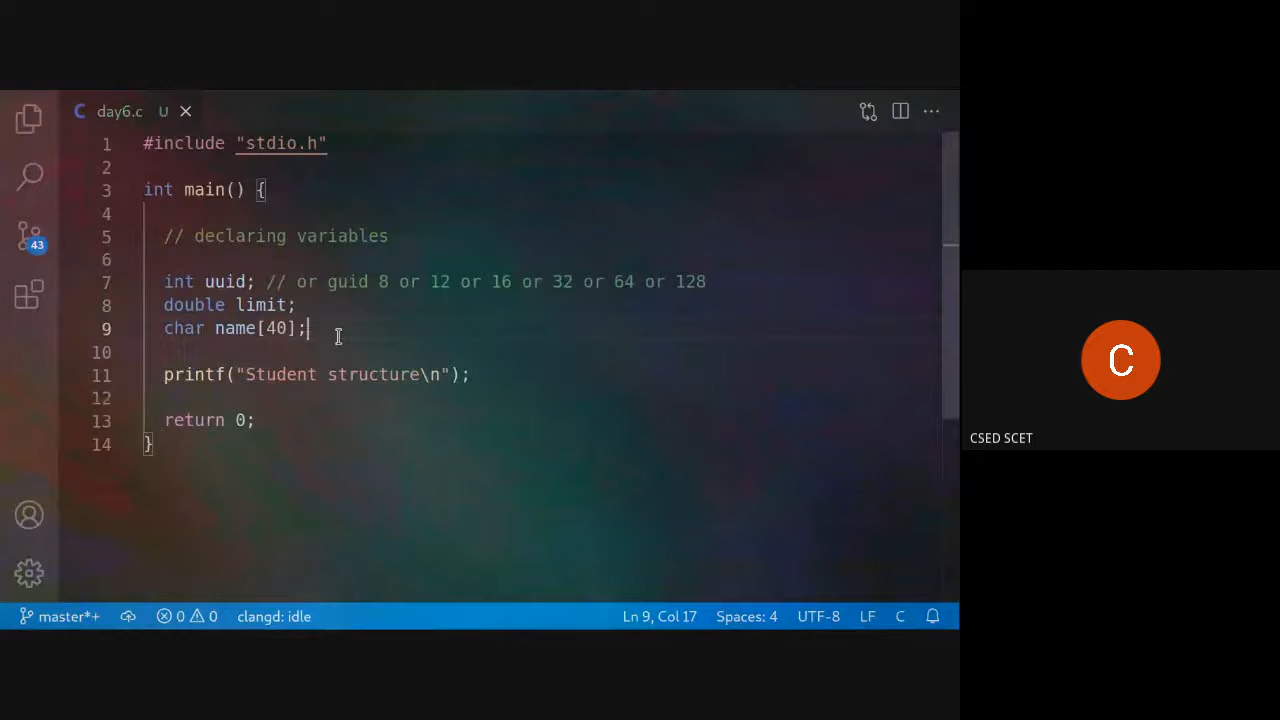 day6.c U
1 #include "stdio.h"
2
3 int main() {
4
5 // declaring variables
6
7 int uuid; // or guid 8 or 12 or 16 or 32 or 64 or 128
8 double limit;
9 char name[40];
10
11 printf("Student structure\n");
12
13 return 0;
14 }
43
C
CSED SCET
master*+ 0 0 clangd: idle Ln 9, Col 17 Spaces: 4 UTF-8 LF C